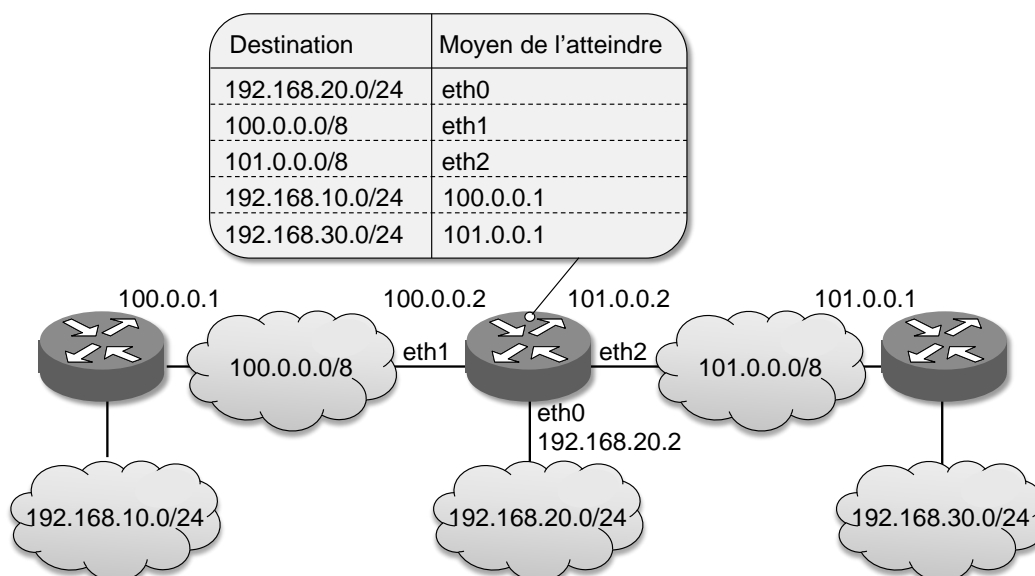 Destination Moyen de l'atteindre
192.168.20.0/24 eth0
100.0.0.0/8 eth1
101.0.0.0/8 eth2
192.168.10.0/24 100.0.0.1
192.168.30.0/24 101.0.0.1
100.0.0.1 100.0.0.2 101.0.0.2 101.0.0.1
100.0.0.0/8 eth1 eth2 101.0.0.0/8
eth0
192.168.20.2
192.168.10.0/24 192.168.20.0/24 192.168.30.0/24